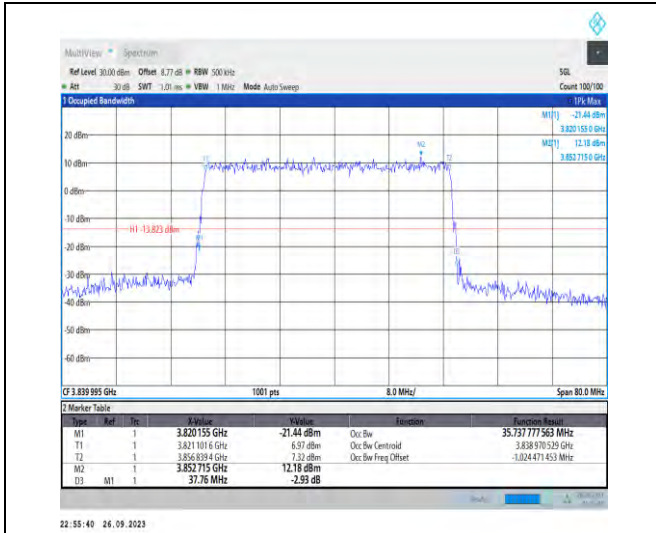 MultiView Spectrum
Ref Level 30.00 dBm Offset 8.77 dB RBW 500 kHz SGL
Att 30 dB SWT 1.01 ms VBW 1 MHz Mode Auto Sweep Count 100/100
1 Occupied Bandwidth 1Pk Max
M1[1] -21.44 dBm
3.820 155 0 GHz
M2[1] 12.18 dBm
3.852 715 0 GHz
20 dBm
M2
T2
10 dBm
0 dBm
-10 dBm
H1 -13.823 dBm
-20 dBm
-30 dBm
-40 dBm
-50 dBm
-60 dBm
CF 3.839 995 GHz 1001 pts 8.0 MHz/ Span 80.0 MHz
2 Marker Table
Type Ref Trc X-Value Y-Value Function Function Result
M1 1 3.820155 GHz -21.44 dBm Occ Bw 35.737 777 563 MHz
T1 1 3.821 101 6 GHz 6.97 dBm Occ Bw Centroid 3.838 970 529 GHz
T2 1 3.856 839 4 GHz 7.32 dBm Occ Bw Freq Offset -1.024 471 453 MHz
M2 1 3.852715 GHz 12.18 dBm
D3 M1 1 37.76 MHz -2.93 dB
22:55:40 26.09.2023